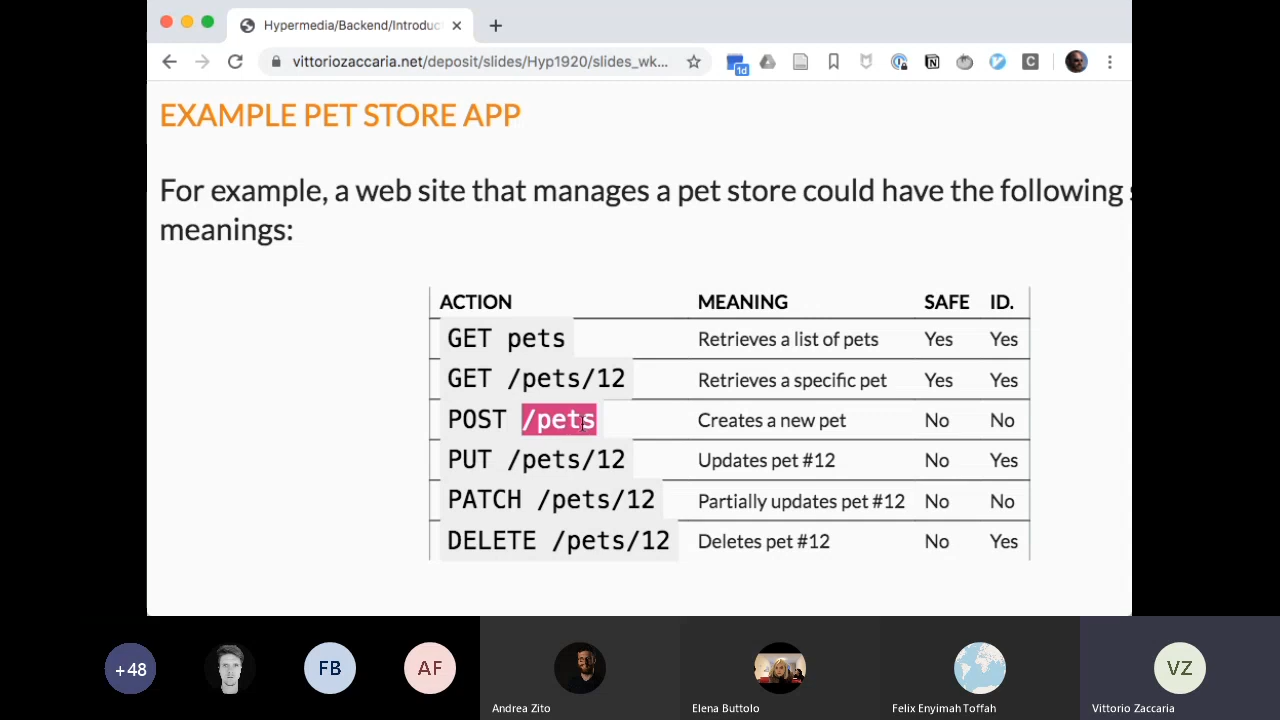 Hypermedia/Backend/Introduc
vittoriozaccaria.net/deposit/slides/Hyp1920/slides_wk...
1d
C
EXAMPLE PET STORE APP
For example, a web site that manages a pet store could have the following
meanings:
ACTION MEANING SAFE ID.
GET pets Retrieves a list of pets Yes Yes
GET /pets/12 Retrieves a specific pet Yes Yes
POST /pets Creates a new pet No No
PUT /pets/12 Updates pet #12 No Yes
PATCH /pets/12 Partially updates pet #12 No No
DELETE /pets/12 Deletes pet #12 No Yes
+48 FB AF VZ
Andrea Zito Elena Buttolo Felix Enyimah Toffah Vittorio Zaccaria